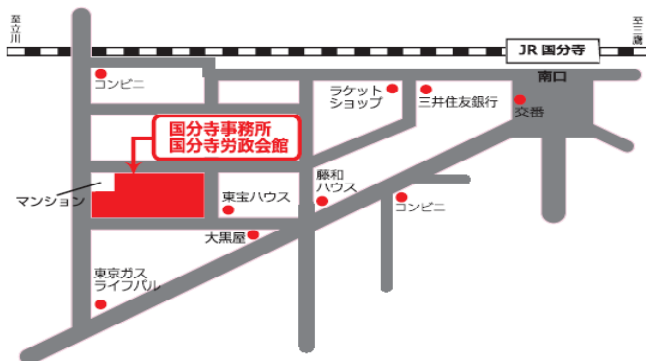 至立川
至三鷹
JR 国分寺
南口
コンビニ
ラケット
ショップ
三井住友銀行
交番
国分寺事務所
国分寺労政会館
マンション
東宝ハウス
藤和
ハウス
コンビニ
大黒屋
東京ガス
ライフバル